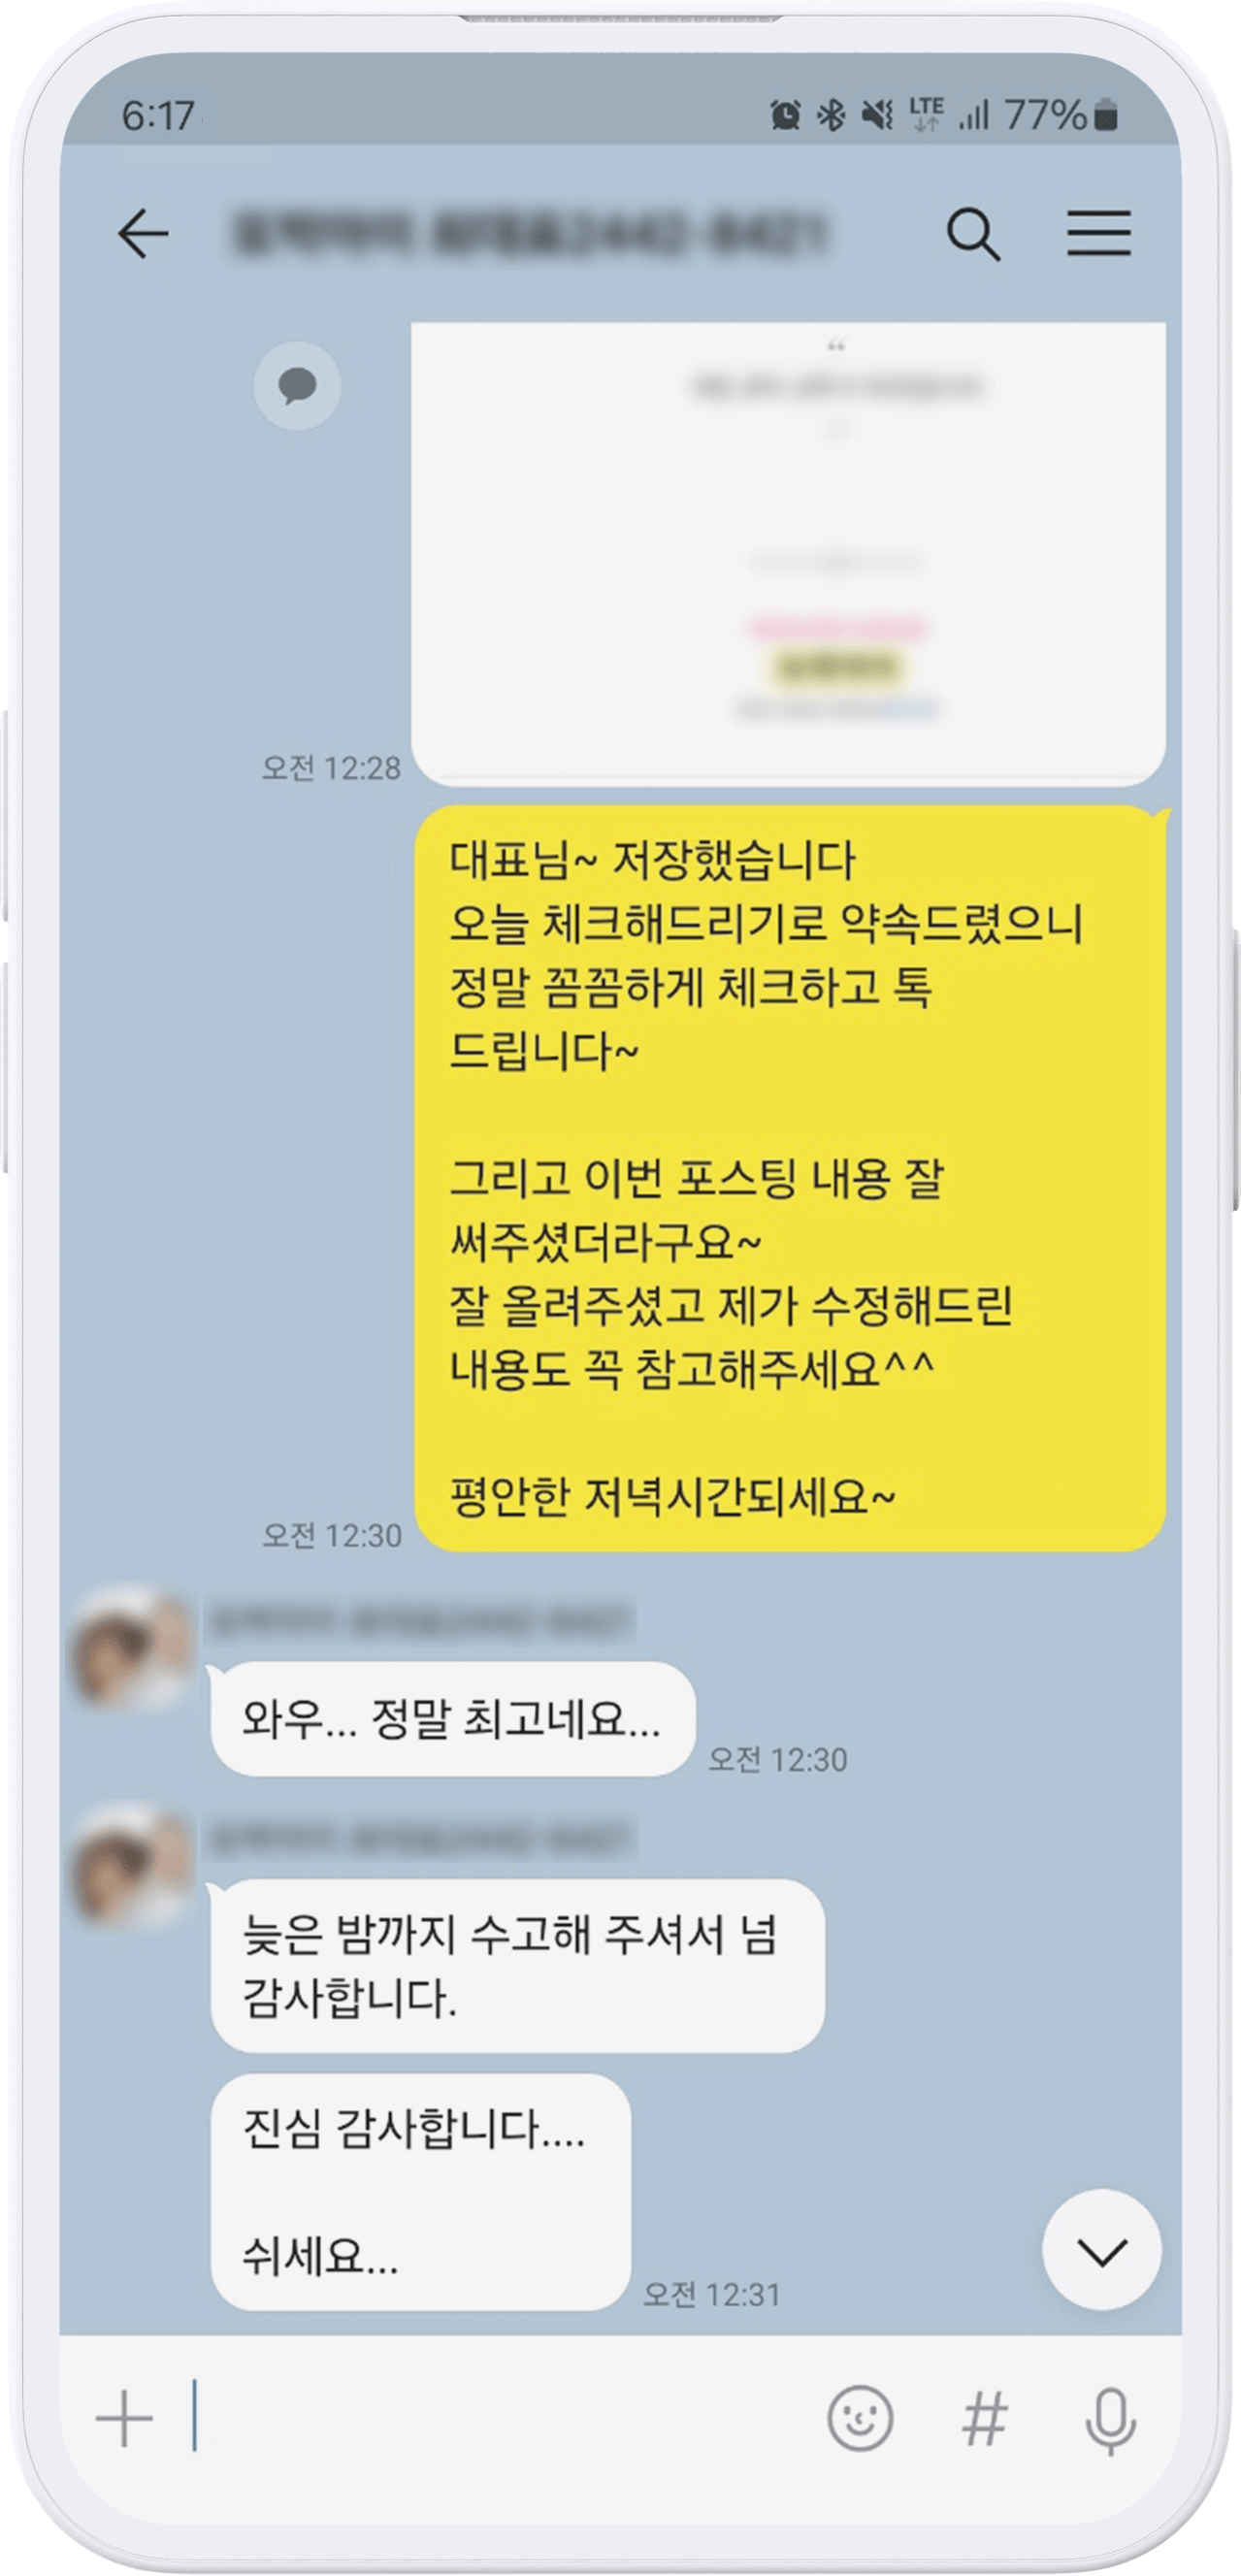 6:17
LTE 77%
오전 12:28
대표님~ 저장했습니다
오늘 체크해드리기로 약속드렸으니
정말 꼼꼼하게 체크하고 톡
드립니다~
그리고 이번 포스팅 내용 잘
써주셨더라구요~
잘 올려주셨고 제가 수정해드린
내용도 꼭 참고해주세요^^
평안한 저녁시간되세요~
오전 12:30
와우... 정말 최고네요...
오전 12:30
늦은 밤까지 수고해 주셔서 넘
감사합니다.
진심 감사합니다....
쉬세요...
오전 12:31